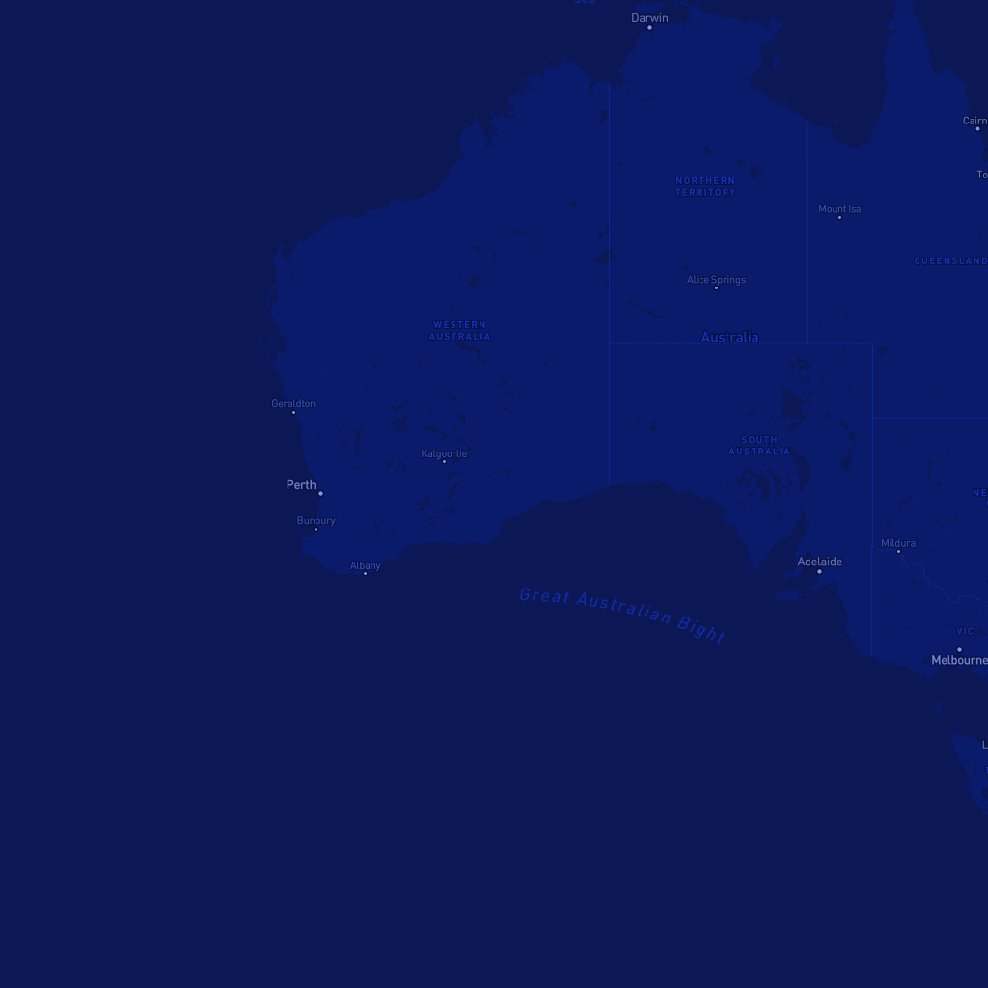 Darwin
Cairn
To
NORTHERN
TERRITORY
Mount Isa
QUEENSLAND
Alice Springs
WESTERN
AUSTRALIA
Australia
Geraldton
SOUTH
AUSTRALIA
Kalgoorlie
Perth
NE
Bunbury
Mildura
Albany
Adelaide
Great Australian Bight
VIC.
Melbourne
L